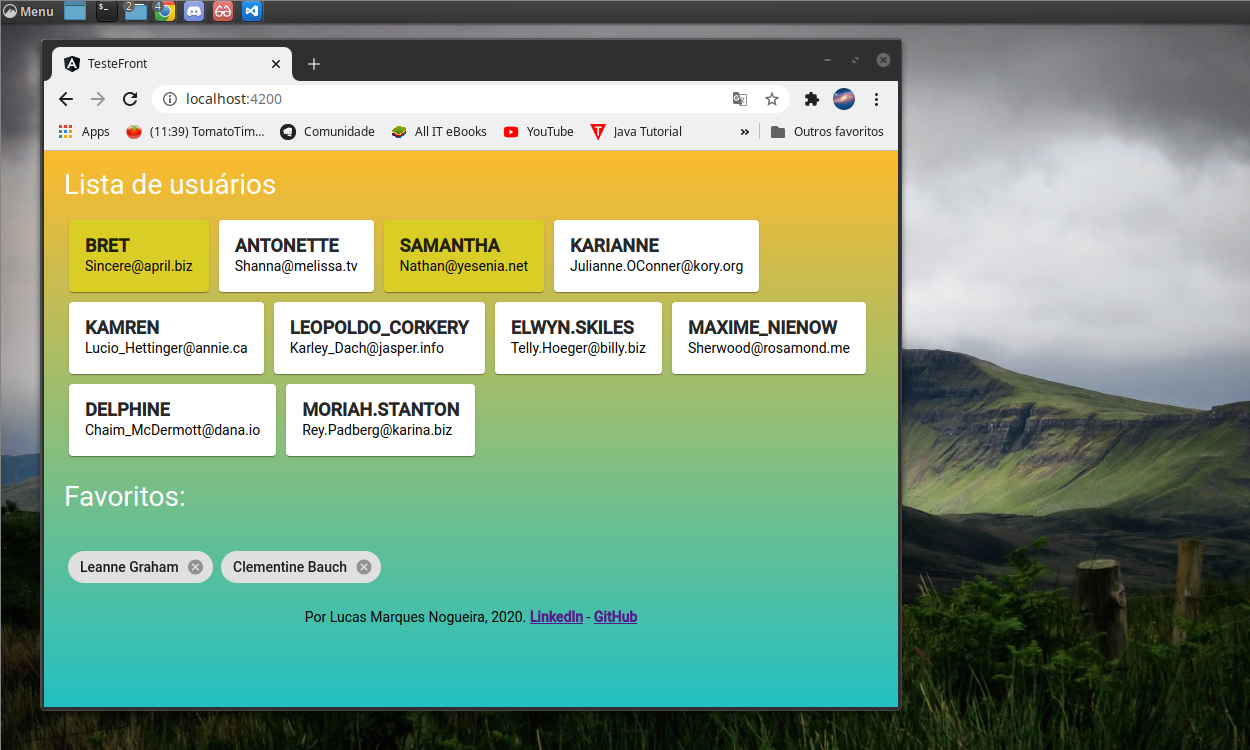 Menu
2
4
TesteFront
localhost:4200
Apps
(11:39) TomatoTim...
Comunidade
All IT eBooks
YouTube
Java Tutorial
»
Outros favoritos
Lista de usuários
BRET
Sincere@april.biz
ANTONETTE
Shanna@melissa.tv
SAMANTHA
Nathan@yesenia.net
KARIANNE
Julianne.OConner@kory.org
KAMREN
Lucio_Hettinger@annie.ca
LEOPOLDO_CORKERY
Karley_Dach@jasper.info
ELWYN.SKILES
Telly.Hoeger@billy.biz
MAXIME_NIENOW
Sherwood@rosamond.me
DELPHINE
Chaim_McDermott@dana.io
MORIAH.STANTON
Rey.Padberg@karina.biz
Favoritos:
Leanne Graham
Clementine Bauch
Por Lucas Marques Nogueira, 2020. LinkedIn - GitHub